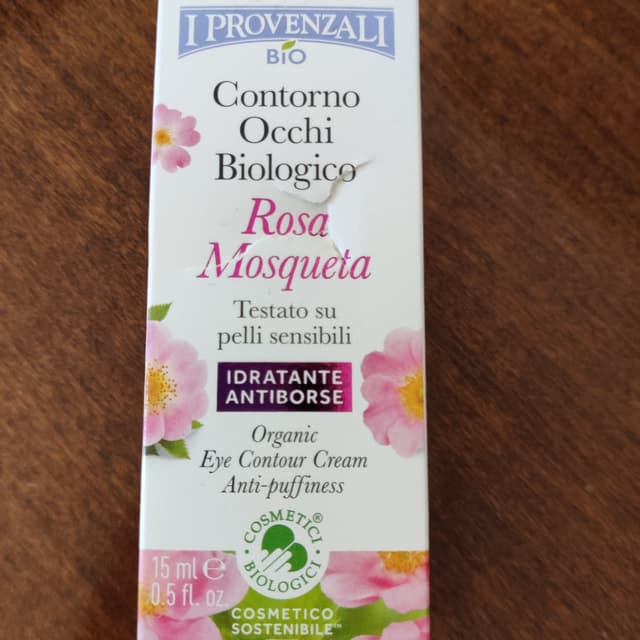 I PROVENZALI
BIO
Contorno
Occhi
Biologico
Rosa
Mosqueta
Testato su
pelli sensibili
IDRATANTE
ANTIBORSE
Organic
Eye Contour Cream
Anti-puffiness
COSMETICI®
BIOLOGICI
15 ml ℮
0.5 fl. oz
COSMETICO
SOSTENIBILE™